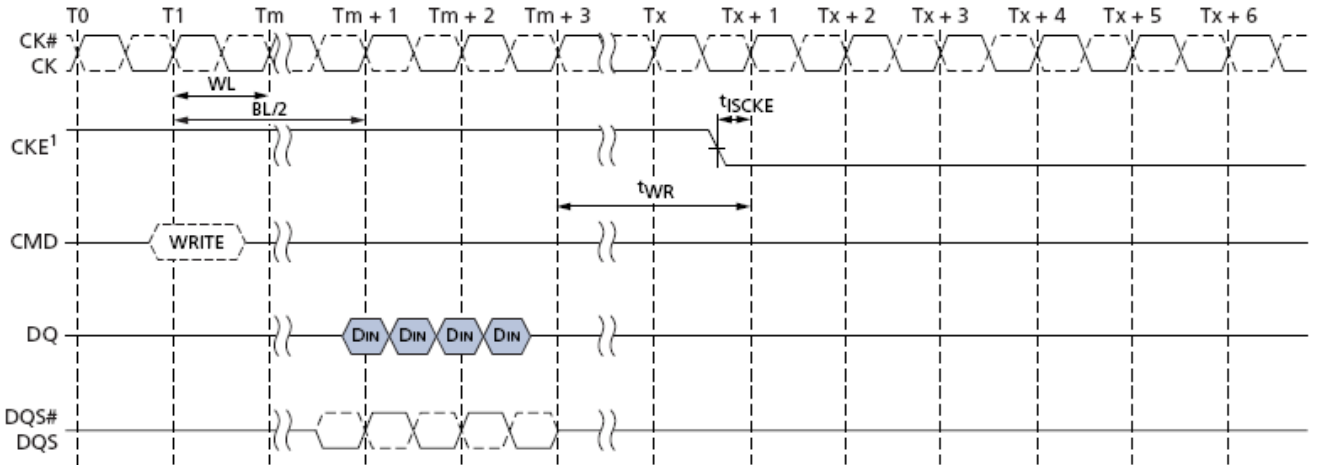 T0 T1 Tm Tm + 1 Tm + 2 Tm + 3 Tx Tx + 1 Tx + 2 Tx + 3 Tx + 4 Tx + 5 Tx + 6
CK#
CK
WL
BL/2
tISCKE
CKE1
tWR
CMD WRITE
DQ DIN DIN DIN DIN
DQS#
DQS